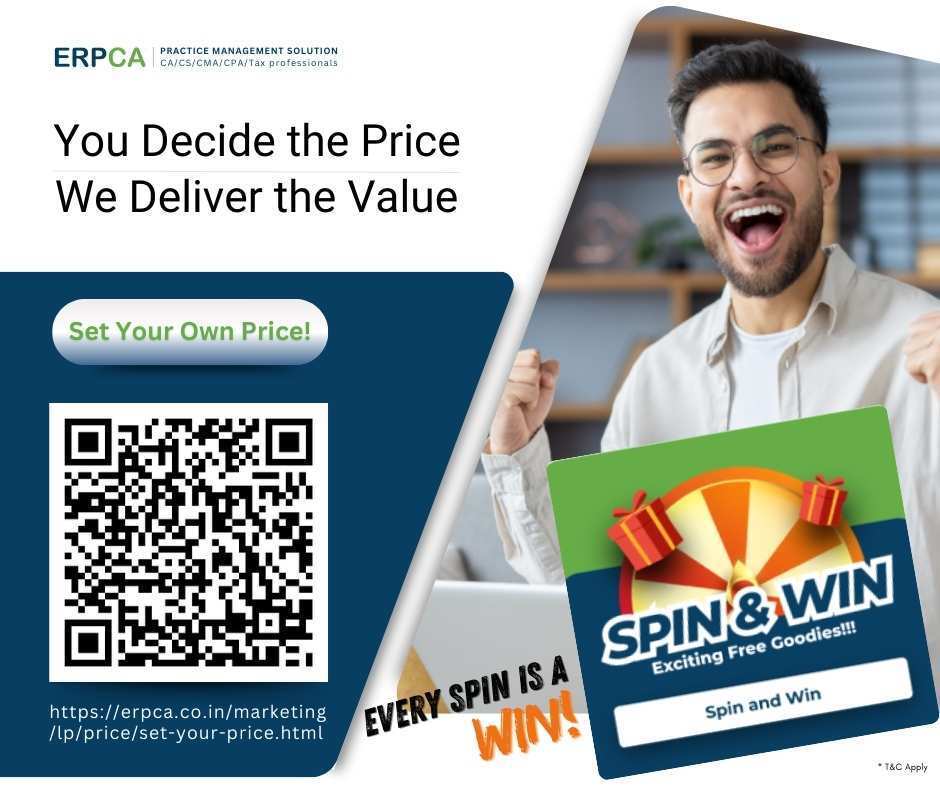 ERPCA
PRACTICE MANAGEMENT SOLUTION
CA/CS/CMA/CPA/Tax professionals
You Decide the Price
We Deliver the Value
Set Your Own Price!
https://erpca.co.in/marketing
/lp/price/set-your-price.html
EVERY SPIN IS A
WIN!
SPIN & WIN
Exciting Free Goodies!!!
Spin and Win
* T&C Apply